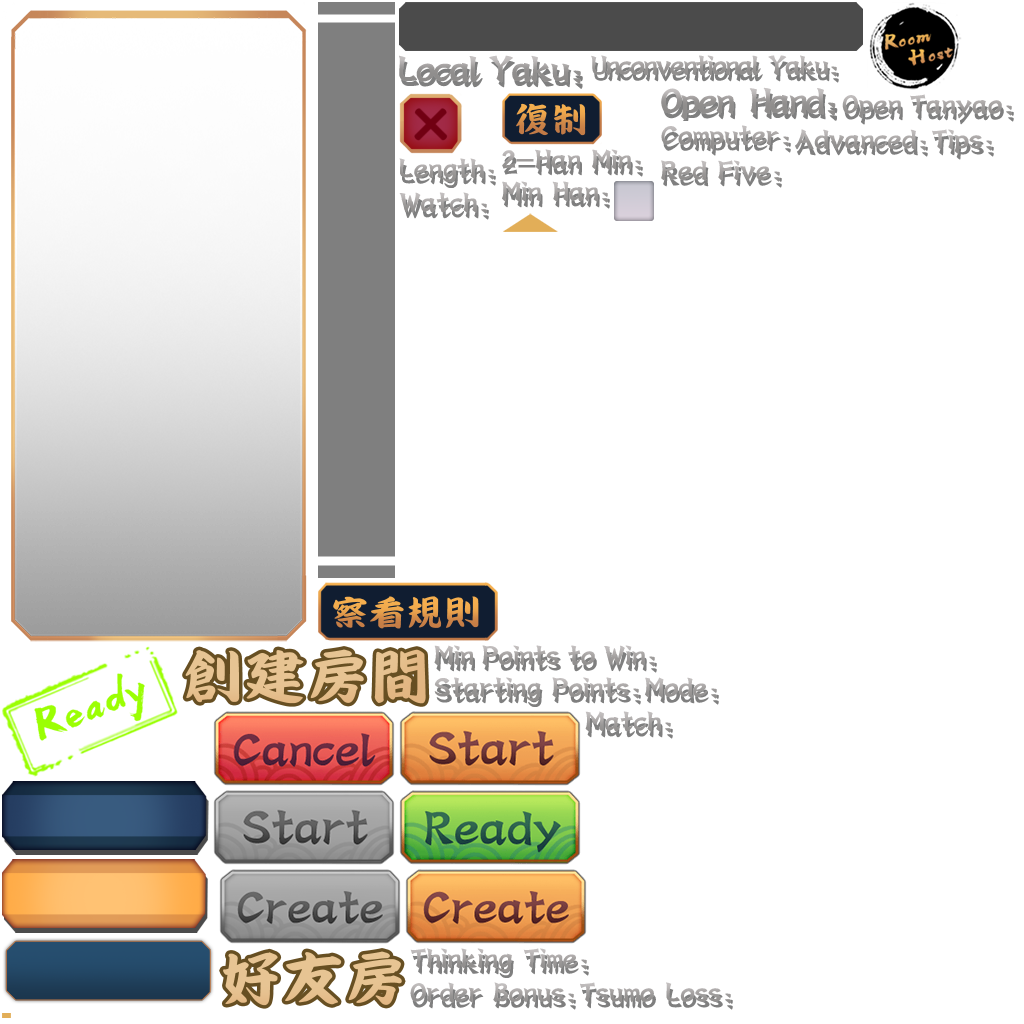 Room
Host
Local Yaku:
Unconventional Yaku:
復制
Open Hand:
Open Tanyao:
2-Han Min:
Computer:
Advanced Tips:
Length:
Min Han:
Red Five:
Watch:
察看規則
Ready
創建房間
Min Points to Win:
Starting Points:
Mode:
Match:
Cancel
Start
Start
Ready
Create
Create
好友房
Thinking Time:
Order Bonus:
Tsumo Loss: